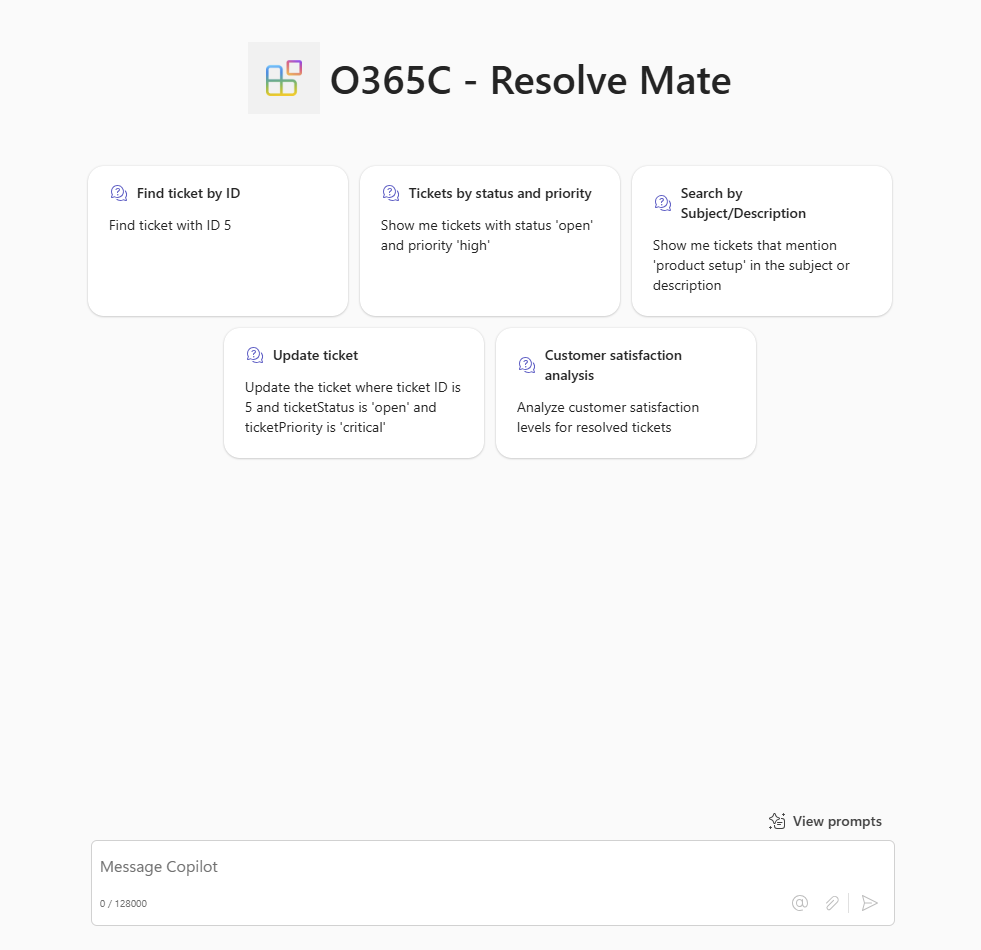 O365C - Resolve Mate
Find ticket by ID
Find ticket with ID 5
Tickets by status and priority
Show me tickets with status 'open'
and priority 'high'
Search by
Subject/Description
Show me tickets that mention
'product setup' in the subject or
description
Update ticket
Update the ticket where ticket ID is
5 and ticketStatus is 'open' and
ticketPriority is 'critical'
Customer satisfaction
analysis
Analyze customer satisfaction
levels for resolved tickets
View prompts
Message Copilot
0 / 128000